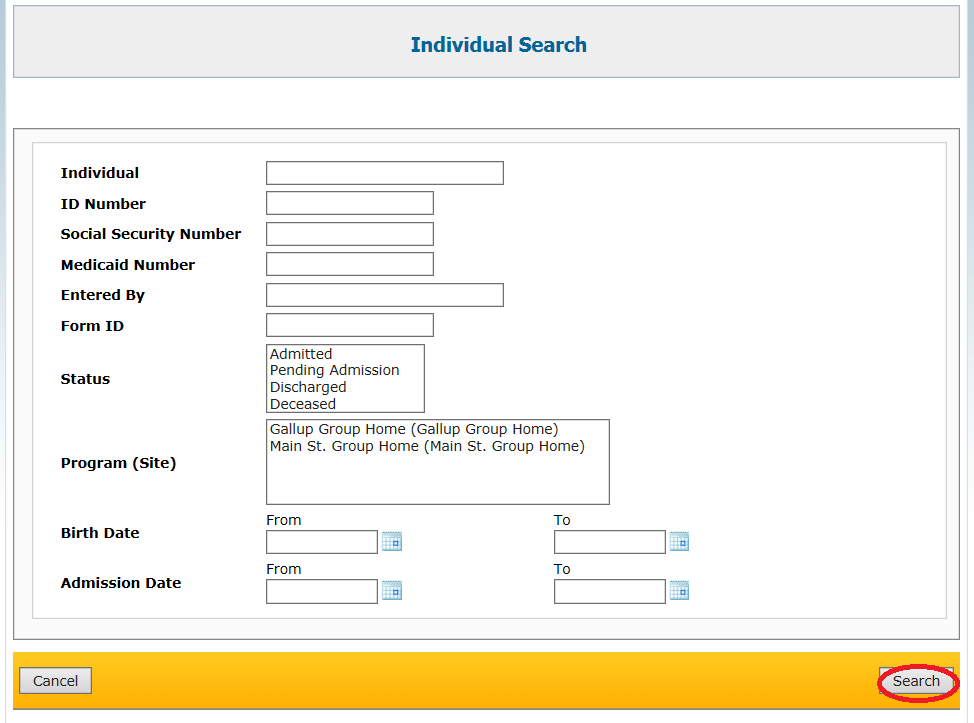 Individual Search
Individual
ID Number
Social Security Number
Medicaid Number
Entered By
Form ID
Status
Admitted
Pending Admission
Discharged
Deceased
Program (Site)
Gallup Group Home (Gallup Group Home)
Main St. Group Home (Main St. Group Home)
Birth Date
From To
Admission Date
From To
Cancel Search